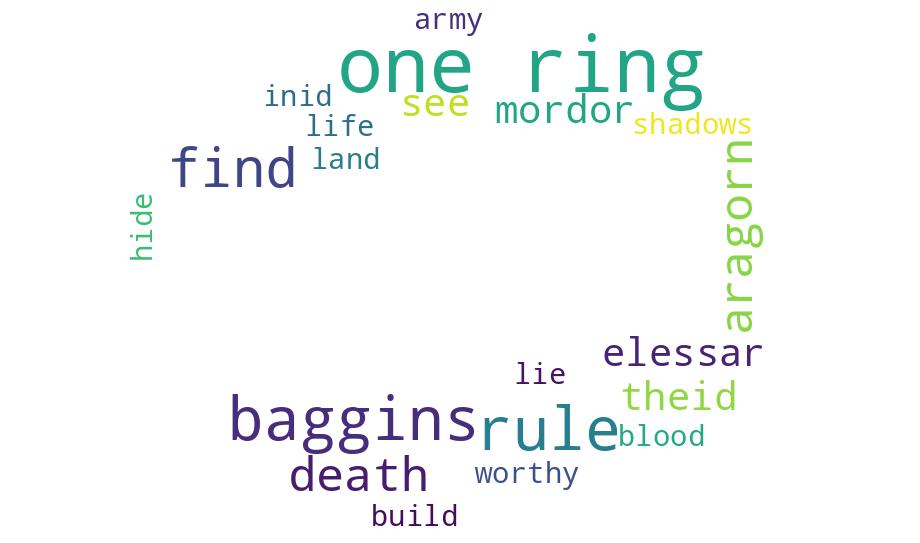 army
one ring
inid
see
mordor
life
shadows
find
land
hide
aragorn
elessar
lie
theid
baggins
rule
blood
death
worthy
build